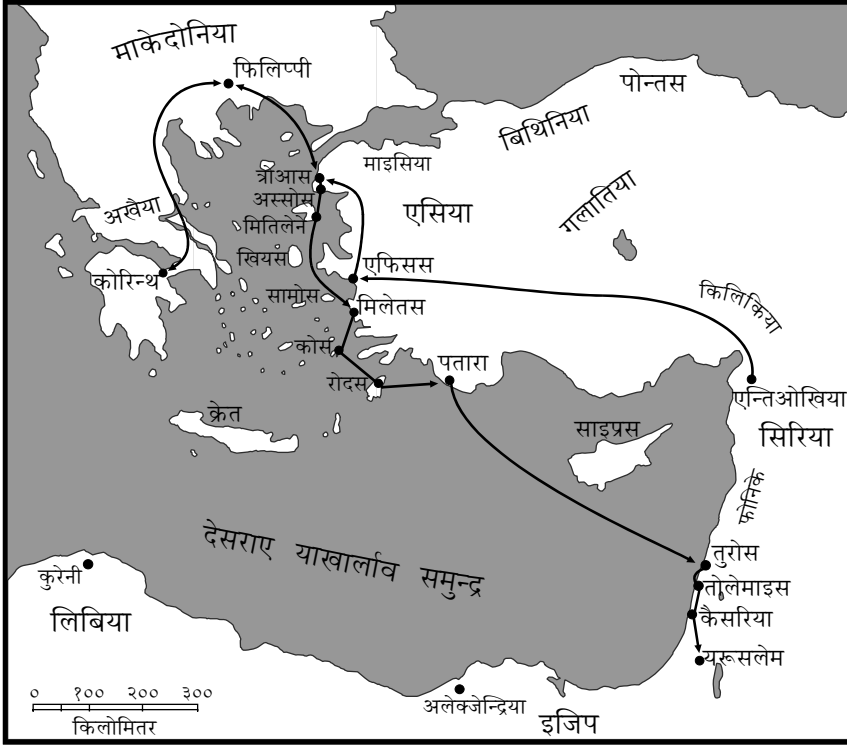 माकेदोनिया
फिलिप्पी
पोन्तस
बिथिनिया
माइसिया
त्रोआस
अस्सोस
एसिया
गलातिया
मितिलेने
अखैया
खियस
एफिसस
कोरिन्थ
सामोस
मिलेतस
किलिकिया
कोस
पतारा
रोदस
एन्तिओखिया
क्रेत
साइप्रस
सिरिया
फोनिके
देसराए याखार्लाव समुन्द्र
तुरोस
कुरेनी
तोलेमाइस
लिबिया
कैसरिया
यरूसलेम
० १०० २०० ३००
किलोमितर
अलेक्जेन्द्रिया
इजिप